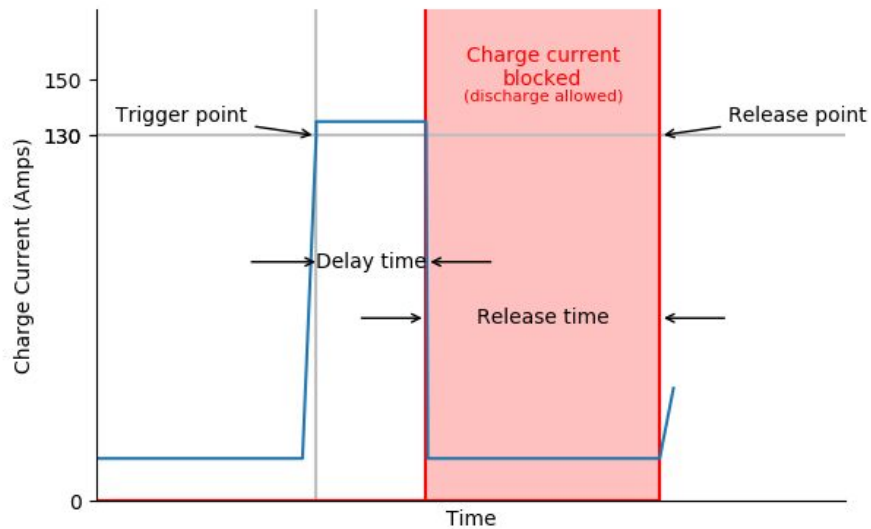 Charge current
blocked
(discharge allowed)
150
Trigger point
Release point
130
Charge Current (Amps)
Delay time
Release time
0
Time